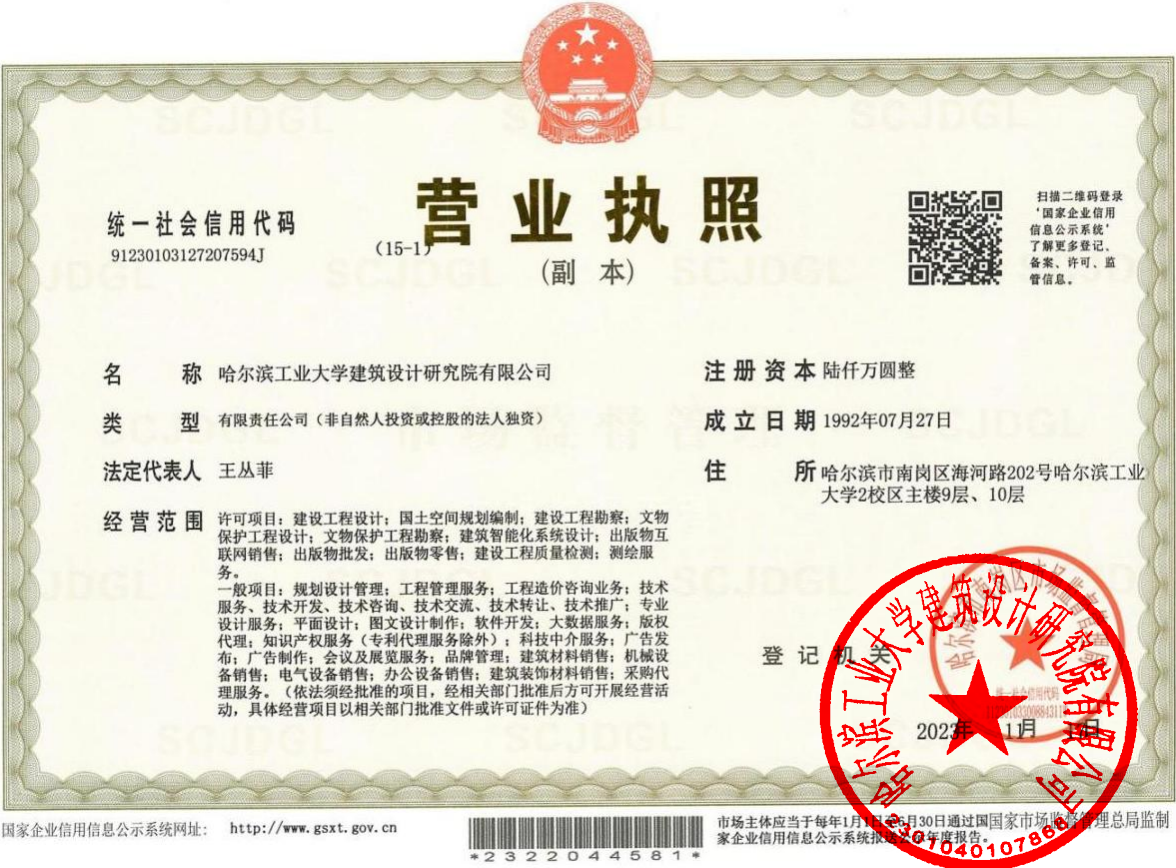 营业执照
(副 本)
(15-1)
统一社会信用代码
91230103127207594J
扫描二维码登录
‘国家企业信用
信息公示系统’
了解更多登记、
备案、许可、监
管信息。
名 称 哈尔滨工业大学建筑设计研究院有限公司
类 型 有限责任公司（非自然人投资或控股的法人独资）
法定代表人 王丛菲
经营范围 许可项目：建设工程设计；国土空间规划编制；建设工程勘察；文物
保护工程设计；文物保护工程勘察；建筑智能化系统设计；出版物互
联网销售；出版物批发；出版物零售；建设工程质量检测；测绘服
务。
一般项目：规划设计管理；工程管理服务；工程造价咨询业务；技术
服务、技术开发、技术咨询、技术交流、技术转让、技术推广；专业
设计服务；平面设计；图文设计制作；软件开发；大数据服务；版权
代理；知识产权服务（专利代理服务除外）；科技中介服务；广告发
布；广告制作；会议及展览服务；品牌管理；建筑材料销售；机械设
备销售；电气设备销售；办公设备销售；建筑装饰材料销售；采购代
理服务。（依法须经批准的项目，经相关部门批准后方可开展经营活
动，具体经营项目以相关部门批准文件或许可证件为准）
注册资本 陆仟万圆整
成立日期 1992年07月27日
住 所 哈尔滨市南岗区海河路202号哈尔滨工业
大学2校区主楼9层、10层
登记机关
2023年 11月 日
哈尔滨工业大学建筑设计研究院有限公司
2301040107868
统一社会信用代码
国家企业信用信息公示系统网址： http://www.gsxt.gov.cn
*2322044581*
市场主体应当于每年1月1日至6月30日通过国
家企业信用信息公示系统报送公示年度报告。
国家市场监督管理总局监制
SCJDGL
市场监督管理